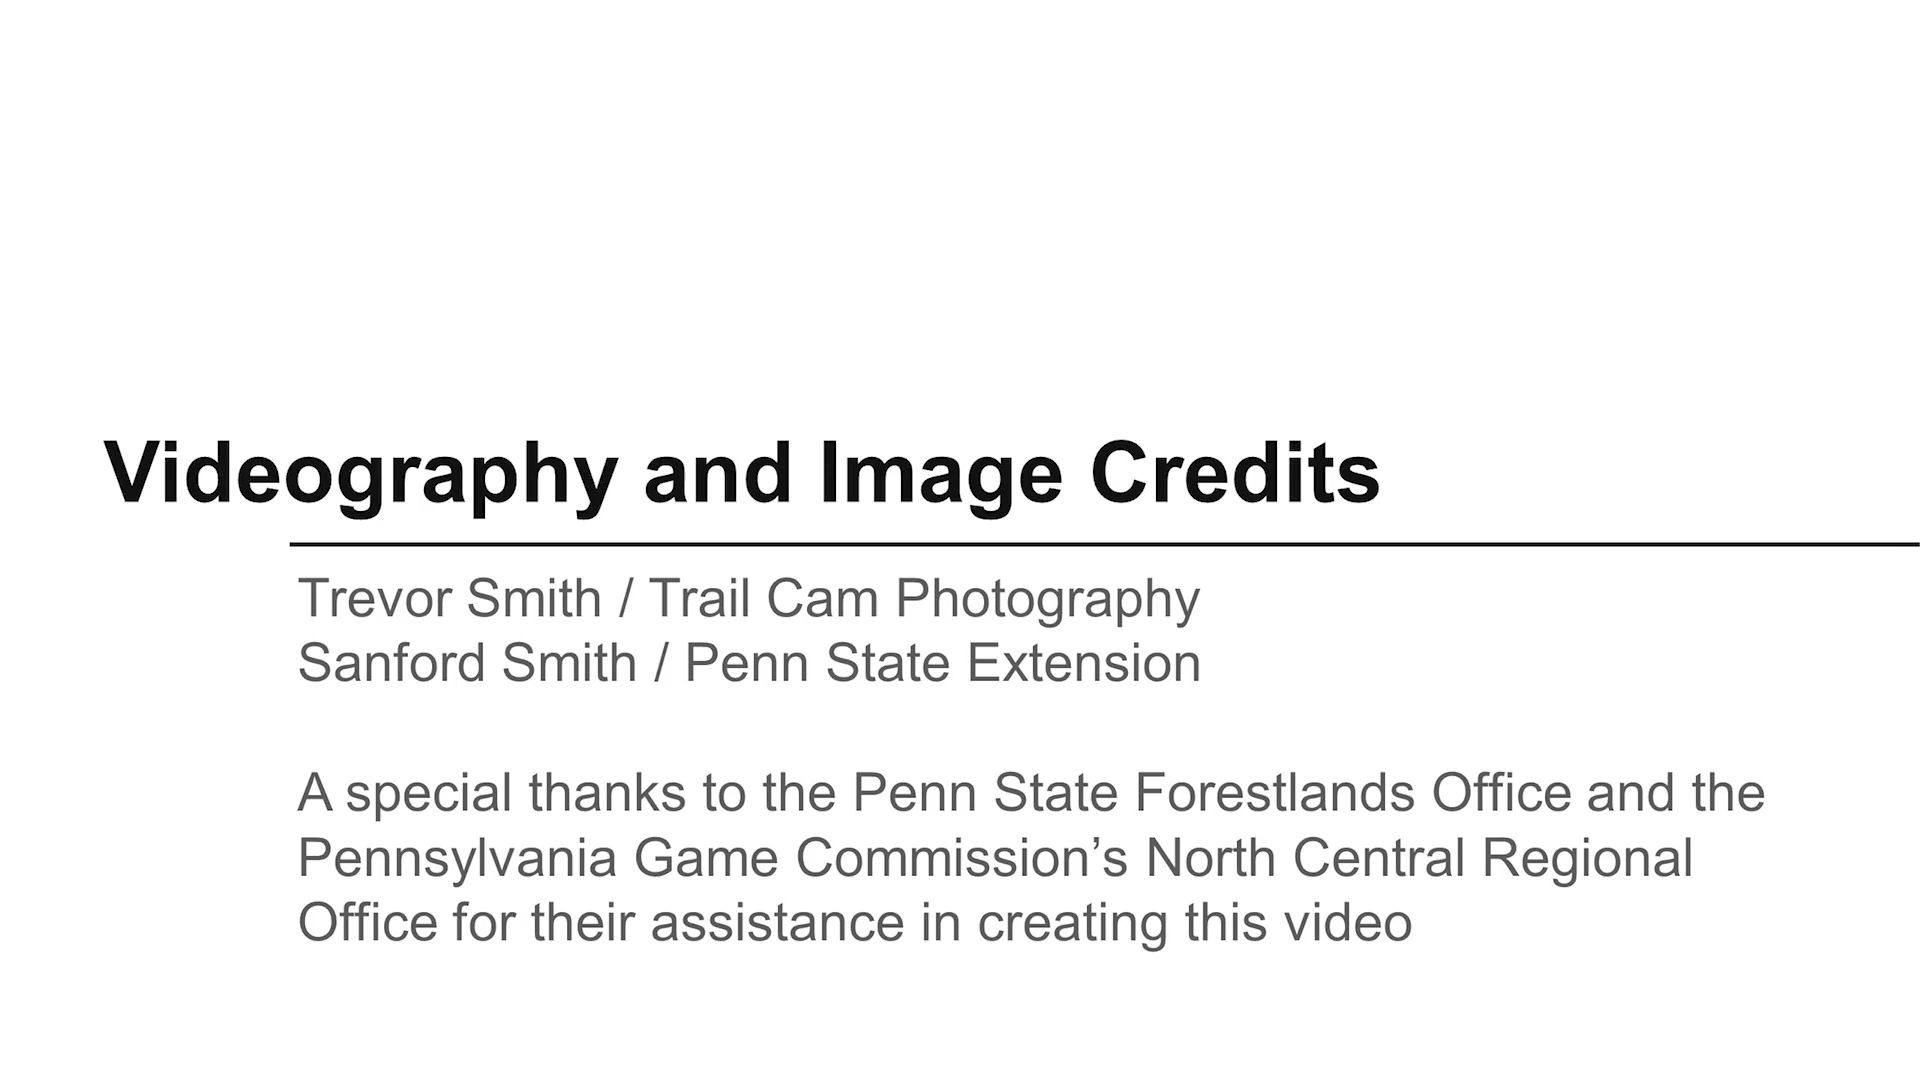 Videography and Image Credits
Trevor Smith / Trail Cam Photography
Sanford Smith / Penn State Extension
A special thanks to the Penn State Forestlands Office and the
Pennsylvania Game Commission’s North Central Regional
Office for their assistance in creating this video